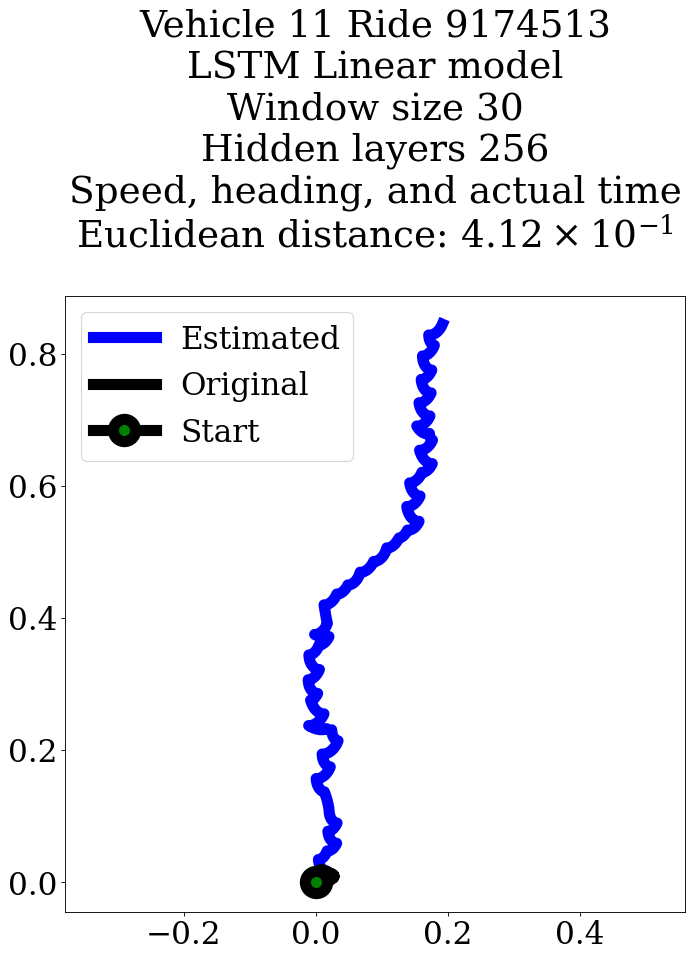 Vehicle 11 Ride 9174513
LSTM Linear model
Window size 30
Hidden layers 256
Speed, heading, and actual time
Euclidean distance: $4.12 \times 10^{-1}$
Estimated
Original
Start
0.8
0.6
0.4
0.2
0.0
−0.2
0.0
0.2
0.4